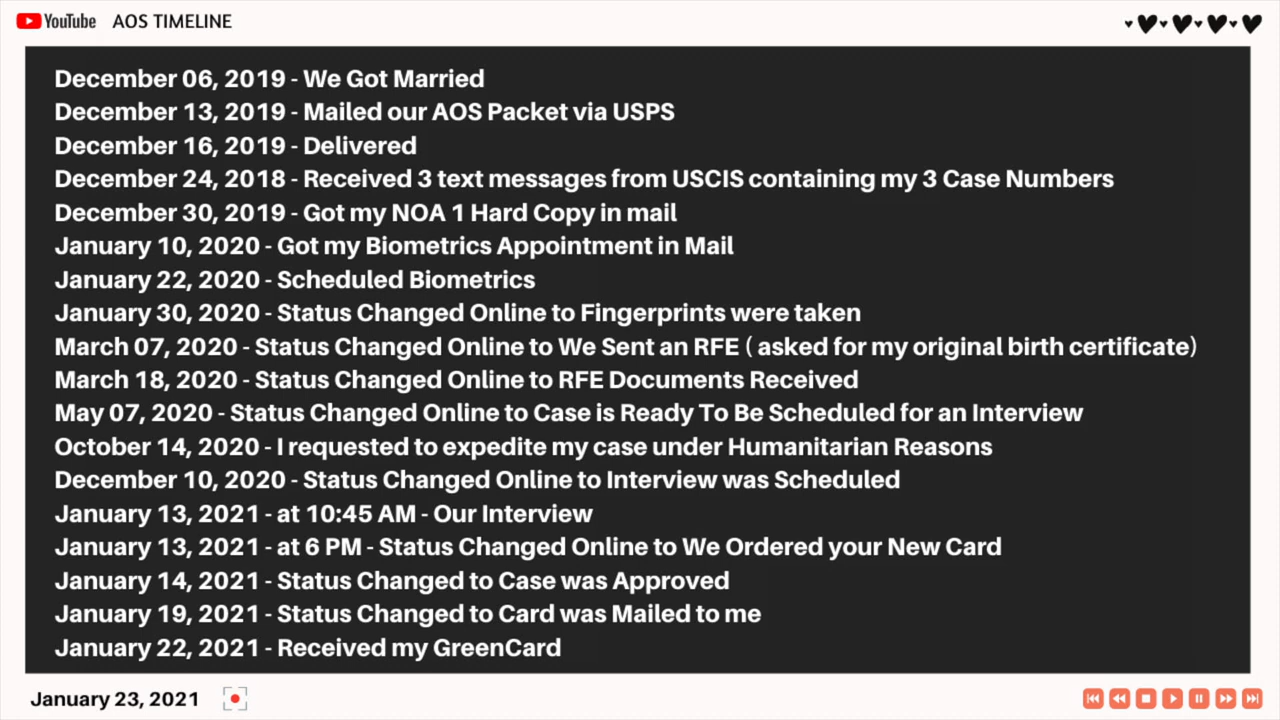 YouTube AOS TIMELINE
December 06, 2019 - We Got Married
December 13, 2019 - Mailed our AOS Packet via USPS
December 16, 2019 - Delivered
December 24, 2018 - Received 3 text messages from USCIS containing my 3 Case Numbers
December 30, 2019 - Got my NOA 1 Hard Copy in mail
January 10, 2020 - Got my Biometrics Appointment in Mail
January 22, 2020 - Scheduled Biometrics
January 30, 2020 - Status Changed Online to Fingerprints were taken
March 07, 2020 - Status Changed Online to We Sent an RFE ( asked for my original birth certificate)
March 18, 2020 - Status Changed Online to RFE Documents Received
May 07, 2020 - Status Changed Online to Case is Ready To Be Scheduled for an Interview
October 14, 2020 - I requested to expedite my case under Humanitarian Reasons
December 10, 2020 - Status Changed Online to Interview was Scheduled
January 13, 2021 - at 10:45 AM - Our Interview
January 13, 2021 - at 6 PM - Status Changed Online to We Ordered your New Card
January 14, 2021 - Status Changed to Case was Approved
January 19, 2021 - Status Changed to Card was Mailed to me
January 22, 2021 - Received my GreenCard
January 23, 2021